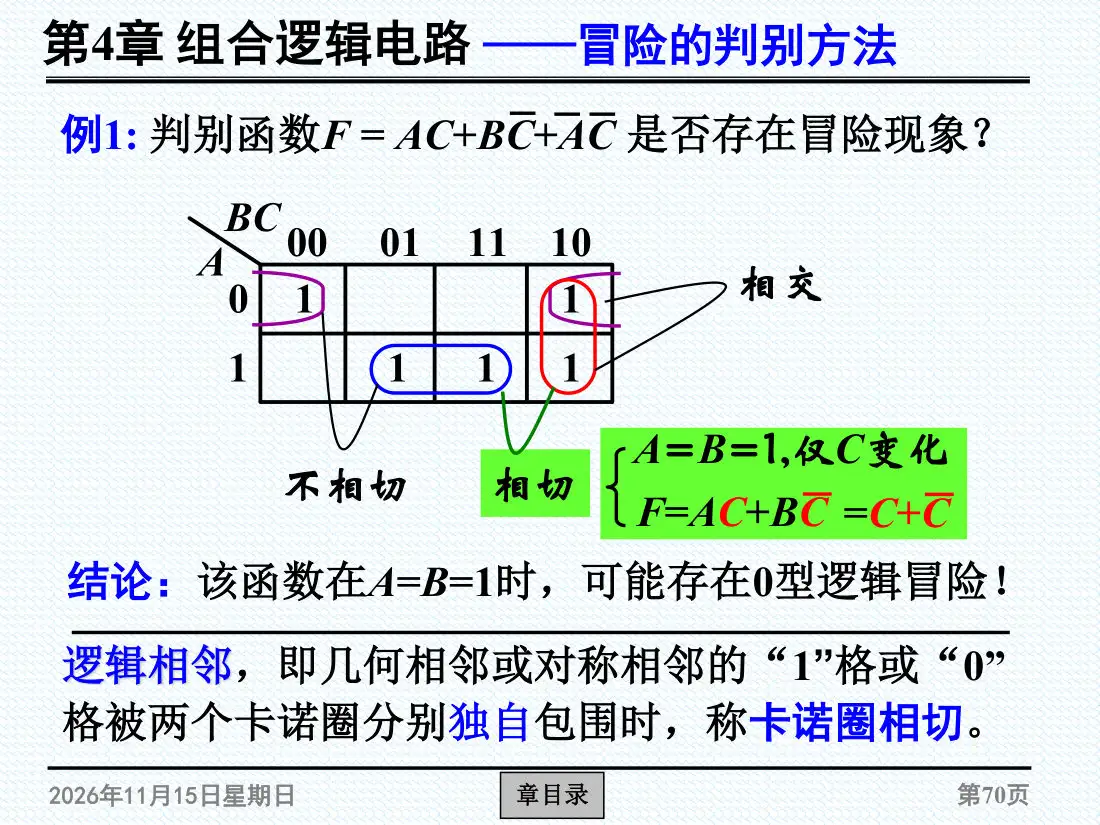 第4章 组合逻辑电路 ——冒险的判别方法
例1: 判别函数F = AC+BC̅+A̅C̅ 是否存在冒险现象？
BC
A
00 01 11 10
0 1 1
1 1 1 1
相交
不相切
相切
A＝B＝1,仅C变化
F=AC+BC̅ =C+C̅
结论：该函数在A=B=1时，可能存在0型逻辑冒险！
逻辑相邻，即几何相邻或对称相邻的“1”格或“0”
格被两个卡诺圈分别独自包围时，称卡诺圈相切。
2026年11月15日星期日
章目录
第70页